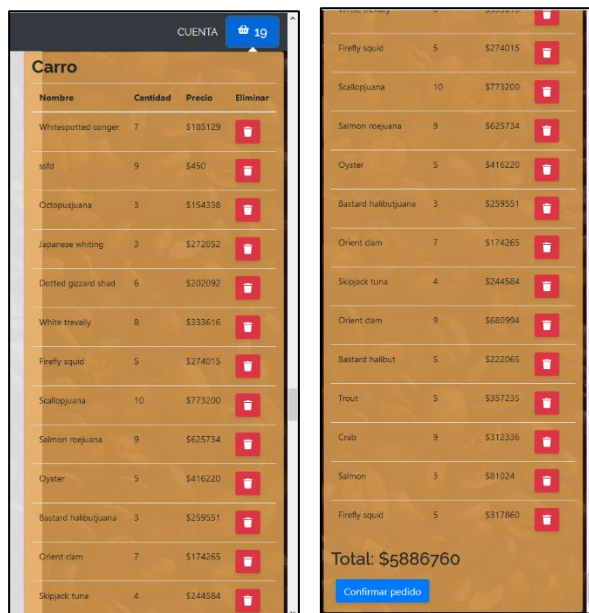 CUENTA 19
Carro
Nombre Cantidad Precio Eliminar
Whitespotted conger 7 $185129
ssfd 9 $450
Octopusjuana 3 $154338
Japanese whiting 3 $272052
Dotted gizzard shad 6 $202092
White trevally 8 $333616
Firefly squid 5 $274015
Scallopjuana 10 $773200
Salmon roejuana 9 $625734
Oyster 5 $416220
Bastard halibutjuana 3 $259551
Orient clam 7 $174265
Skipjack tuna 4 $244584
White trevally 8 $333616
Firefly squid 5 $274015
Scallopjuana 10 $773200
Salmon roejuana 9 $625734
Oyster 5 $416220
Bastard halibutjuana 3 $259551
Orient clam 7 $174265
Skipjack tuna 4 $244584
Orient clam 9 $680994
Bastard halibut 5 $222065
Trout 5 $357235
Crab 9 $312336
Salmon 3 $81024
Firefly squid 5 $317860
Total: $5886760
Confirmar pedido